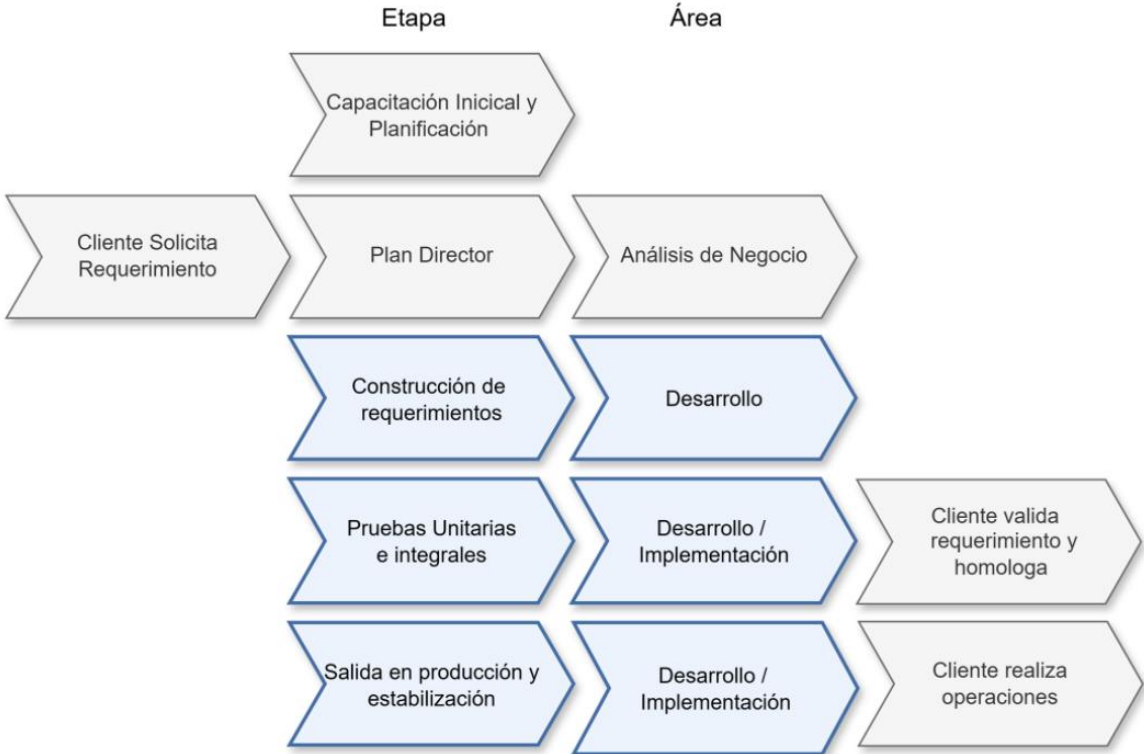 Etapa
Área
Capacitación Inicical y
Planificación
Cliente Solicita
Requerimiento
Plan Director
Análisis de Negocio
Construcción de
requerimientos
Desarrollo
Pruebas Unitarias
e integrales
Desarrollo /
Implementación
Cliente valida
requerimiento y
homologa
Salida en producción y
estabilización
Desarrollo /
Implementación
Cliente realiza
operaciones